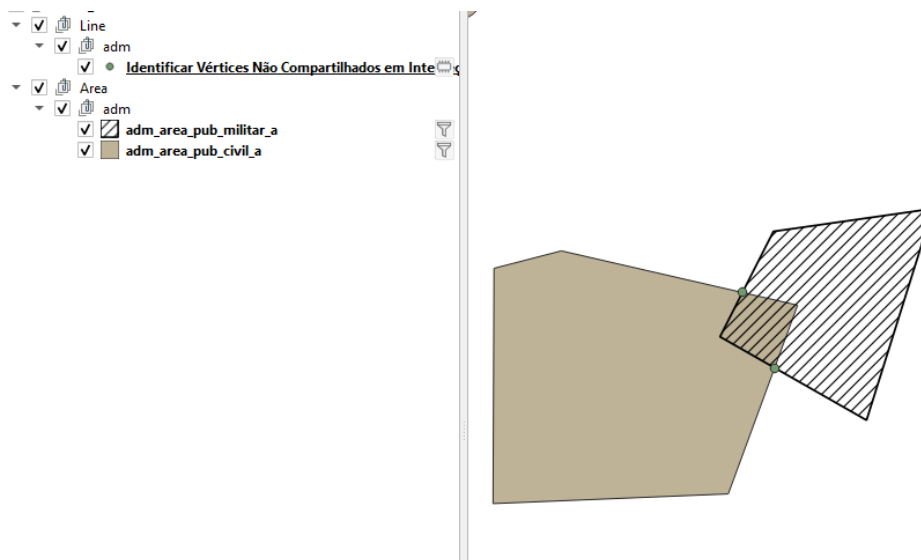 Line
adm
Identificar Vértices Não Compartilhados em Inte
Area
adm
adm_area_pub_militar_a
adm_area_pub_civil_a